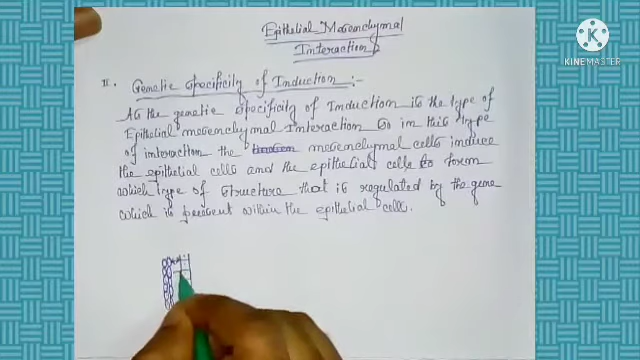 Epithelial Mesenchymal
Interaction
II. Genetic specificity of Induction :-
As the genetic specificity of Induction is the type of
Epithelial mesenchymal Interaction so in this type
of interaction the mesenchymal cells induce
the epithelial cells and the epithelial cells to form
which type of structure that is regulated by the gene
which is present within the epithelial cell.
KINEMASTER